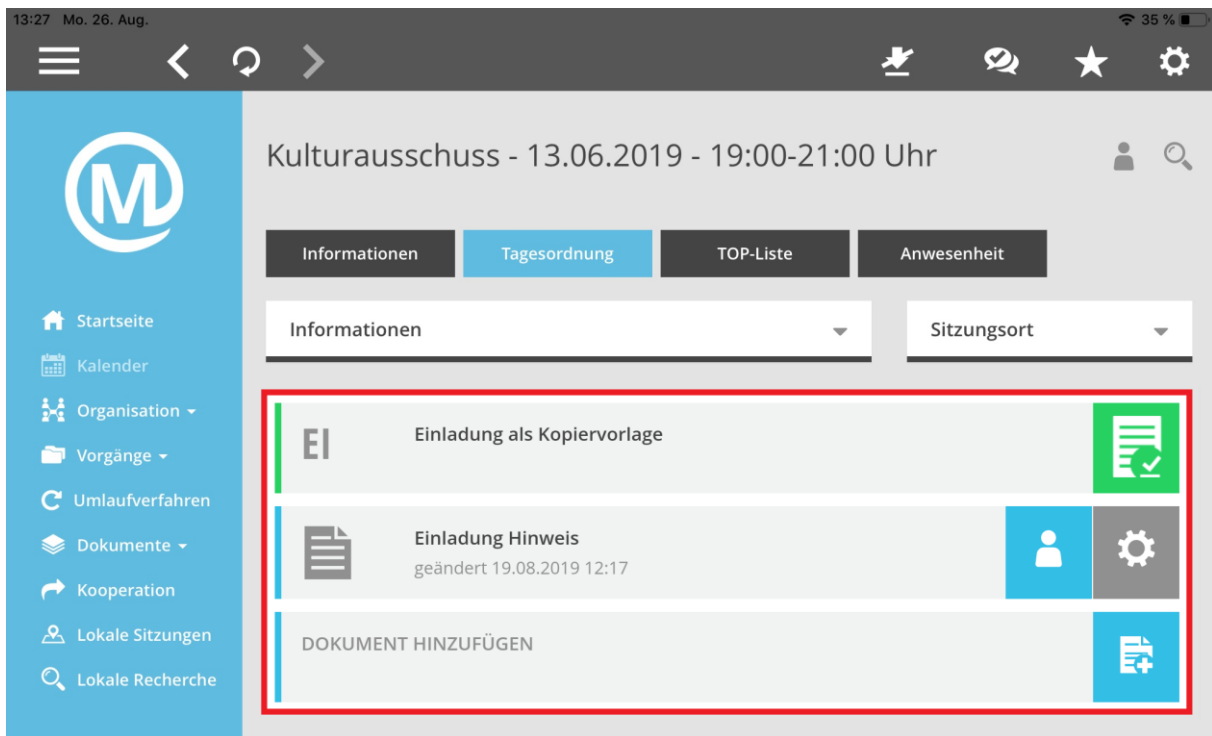 13:27 Mo. 26. Aug.
35 %
M
Kulturausschuss - 13.06.2019 - 19:00-21:00 Uhr
Informationen
Tagesordnung
TOP-Liste
Anwesenheit
Informationen
Sitzungsort
Startseite
Kalender
Organisation
Vorgänge
Umlaufverfahren
Dokumente
Kooperation
Lokale Sitzungen
Lokale Recherche
EI
Einladung als Kopiervorlage
Einladung Hinweis
geändert 19.08.2019 12:17
DOKUMENT HINZUFÜGEN